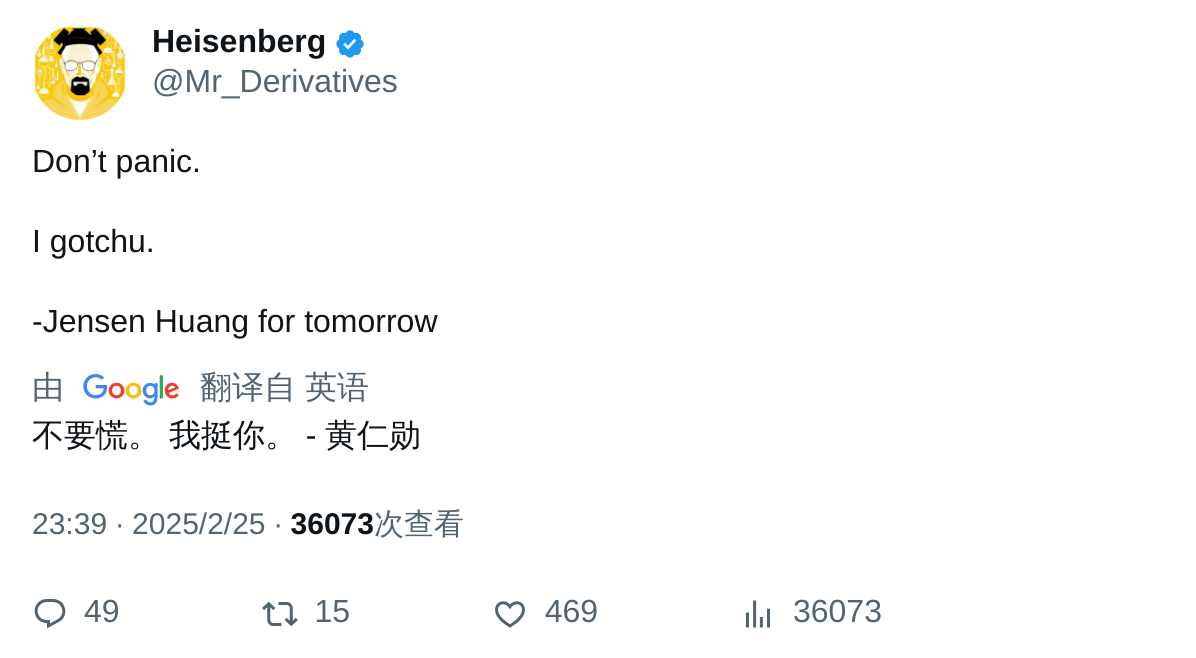 Heisenberg
@Mr_Derivatives
Don’t panic.
I gotchu.
-Jensen Huang for tomorrow
由 Google 翻译自 英语
不要慌。 我挺你。 - 黄仁勋
23:39 · 2025/2/25 · 36073次查看
49 15 469 36073